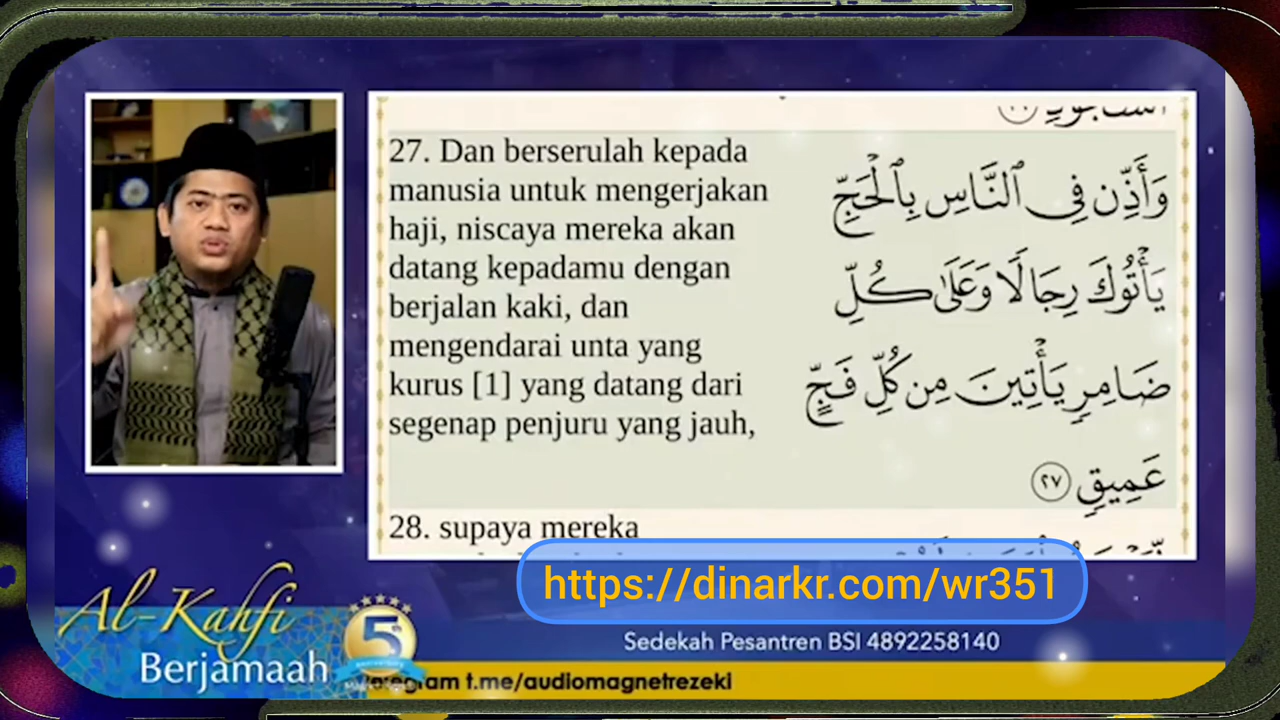 27. Dan berserulah kepada
manusia untuk mengerjakan
haji, niscaya mereka akan
datang kepadamu dengan
berjalan kaki, dan
mengendarai unta yang
kurus [1] yang datang dari
segenap penjuru yang jauh,
وَأَذِّن فِى ٱلنَّاسِ بِٱلْحَجِّ
يَأْتُوكَ رِجَالًا وَعَلَىٰ كُلِّ
ضَامِرٍ يَأْتِينَ مِن كُلِّ فَجٍّ
عَمِيقٍ ٢٧
28. supaya mereka
https://dinarkr.com/wr351
Al-Kahfi
Berjamaah
5
Sedekah Pesantren BSI 4892258140
t.me/audiomagnetrezeki